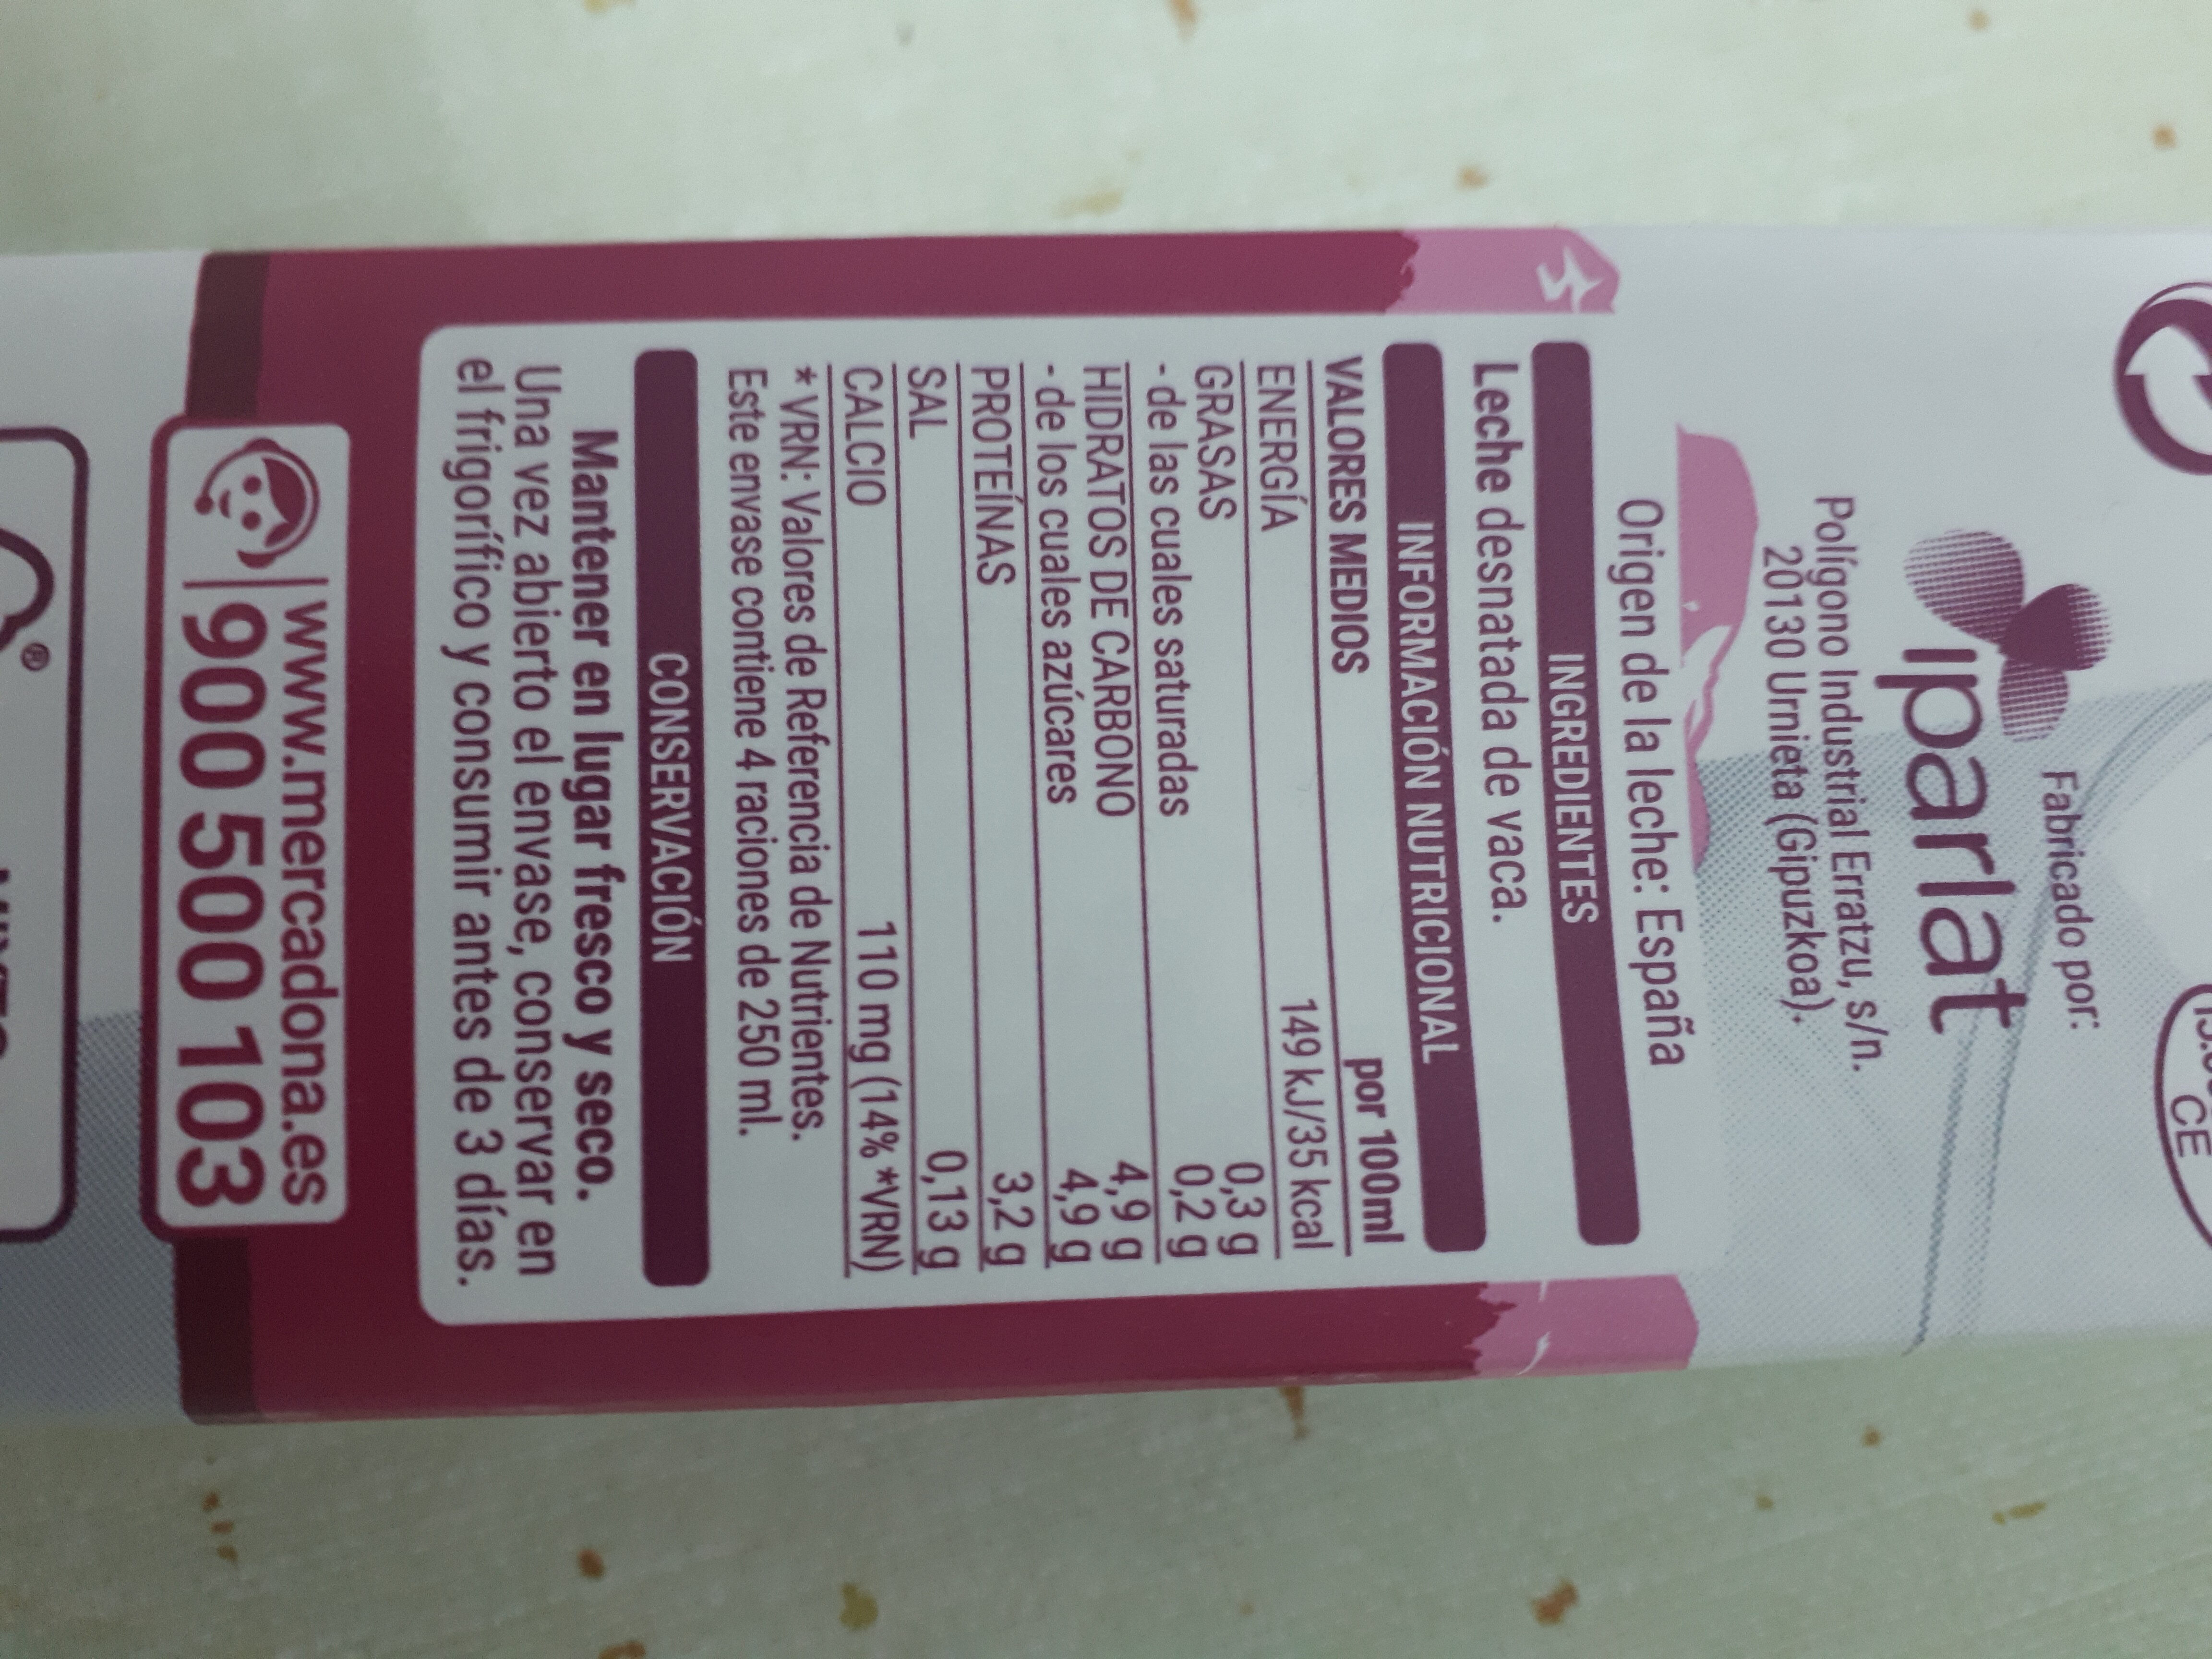 Fabricado por:
iparlat
Polígono Industrial Erratzu, s/n.
20130 Urnieta (Gipuzkoa).
CE
Origen de la leche: España
INGREDIENTES
Leche desnatada de vaca.
INFORMACIÓN NUTRICIONAL
VALORES MEDIOS por 100ml
ENERGÍA 149 kJ/35 kcal
GRASAS 0,3 g
- de las cuales saturadas 0,2 g
HIDRATOS DE CARBONO 4,9 g
- de los cuales azúcares 4,9 g
PROTEÍNAS 3,2 g
SAL 0,13 g
CALCIO 110 mg (14% *VRN)
* VRN: Valores de Referencia de Nutrientes.
Este envase contiene 4 raciones de 250 ml.
CONSERVACIÓN
Mantener en lugar fresco y seco.
Una vez abierto el envase, conservar en
el frigorífico y consumir antes de 3 días.
www.mercadona.es
900 500 103
®